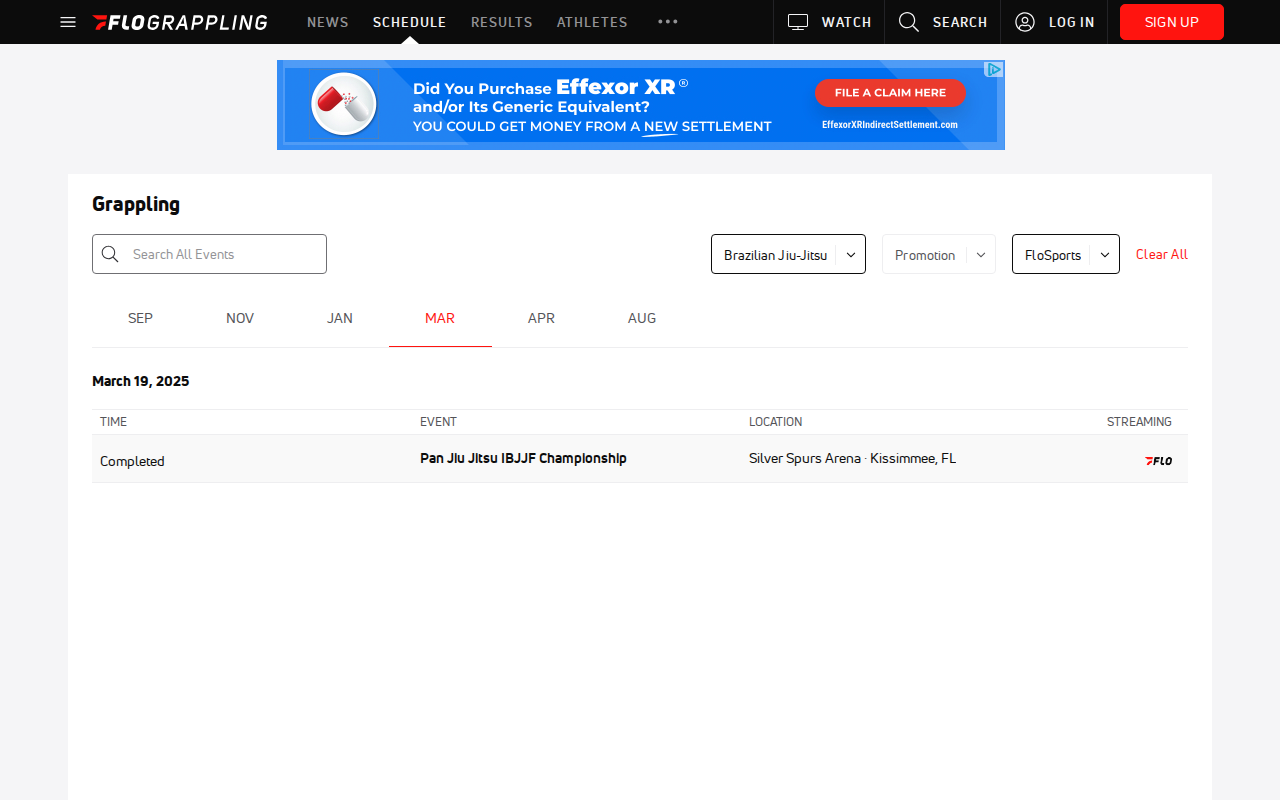 FLOGRAPPLING
NEWS
SCHEDULE
RESULTS
ATHLETES
WATCH
SEARCH
LOG IN
SIGN UP
Did You Purchase Effexor XR®
and/or Its Generic Equivalent?
YOU COULD GET MONEY FROM A NEW SETTLEMENT
FILE A CLAIM HERE
EffexorXRIndirectSettlement.com
Grappling
Search All Events
Brazilian Jiu-Jitsu
Promotion
FloSports
Clear All
SEP
NOV
JAN
MAR
APR
AUG
March 19, 2025
TIME
EVENT
LOCATION
STREAMING
Completed
Pan Jiu Jitsu IBJJF Championship
Silver Spurs Arena · Kissimmee, FL
FLO